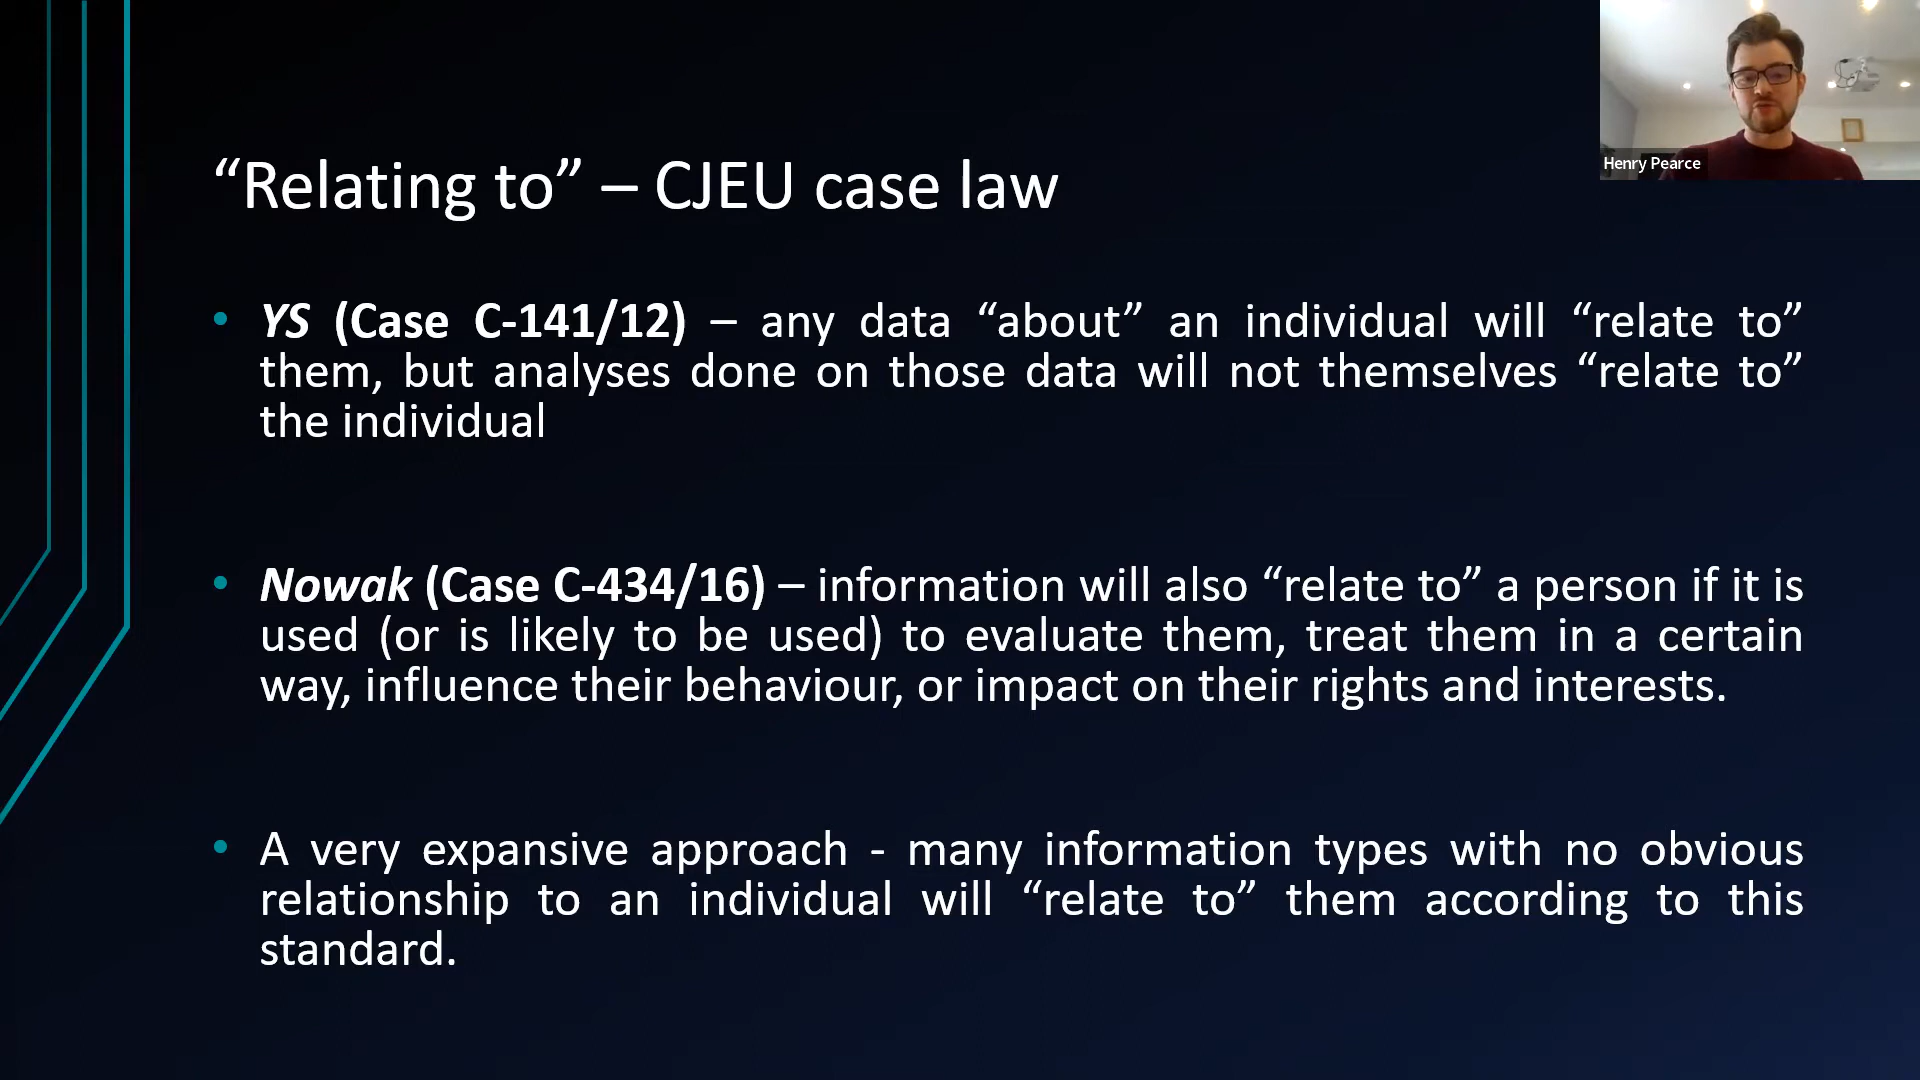 Henry Pearce
“Relating to” – CJEU case law
• YS (Case C-141/12) – any data “about” an individual will “relate to”
them, but analyses done on those data will not themselves “relate to”
the individual
• Nowak (Case C-434/16) – information will also “relate to” a person if it is
used (or is likely to be used) to evaluate them, treat them in a certain
way, influence their behaviour, or impact on their rights and interests.
• A very expansive approach - many information types with no obvious
relationship to an individual will “relate to” them according to this
standard.